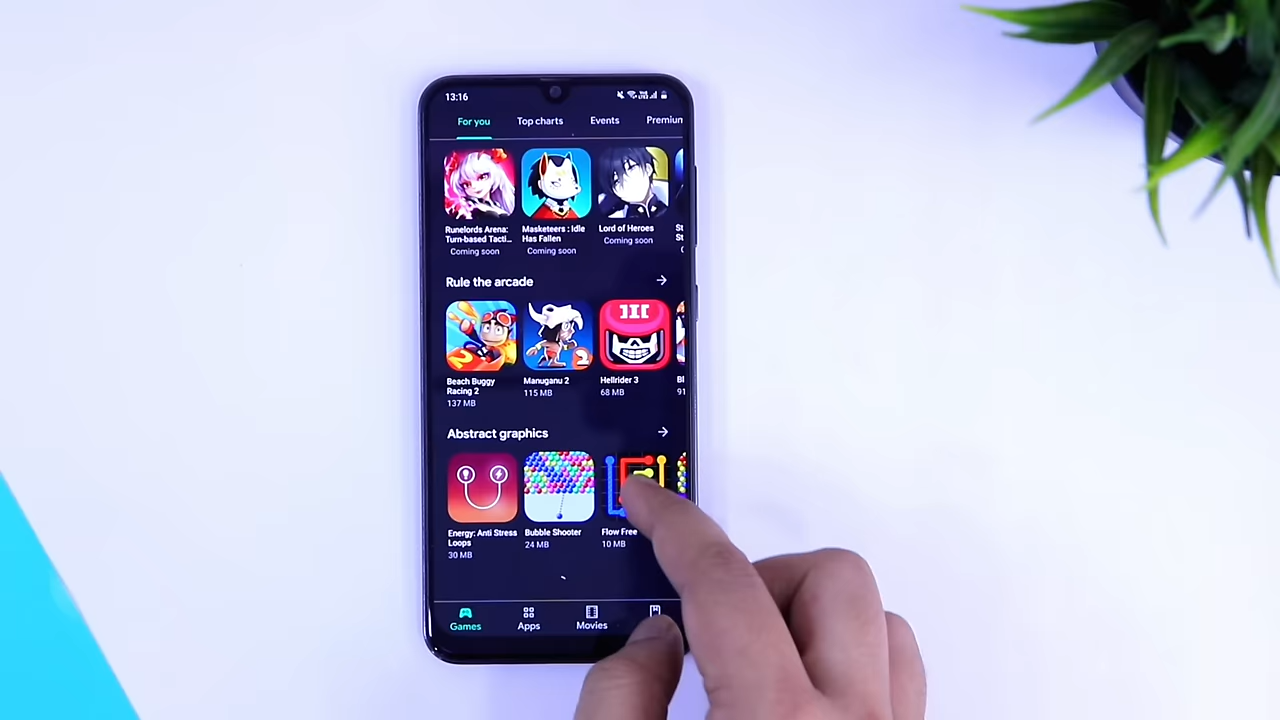 13:16
For you Top charts Events Premium
Runelords Arena: Masketeers : Idle Lord of Heroes
Turn-based Tacti... Has Fallen
Coming soon Coming soon Coming soon
Rule the arcade
Beach Buggy Manuganu 2 Hellrider 3
Racing 2 115 MB 68 MB 91
137 MB
Abstract graphics
Energy: Anti Stress Bubble Shooter Flow Free
Loops 24 MB 10 MB
30 MB
Games Apps Movies